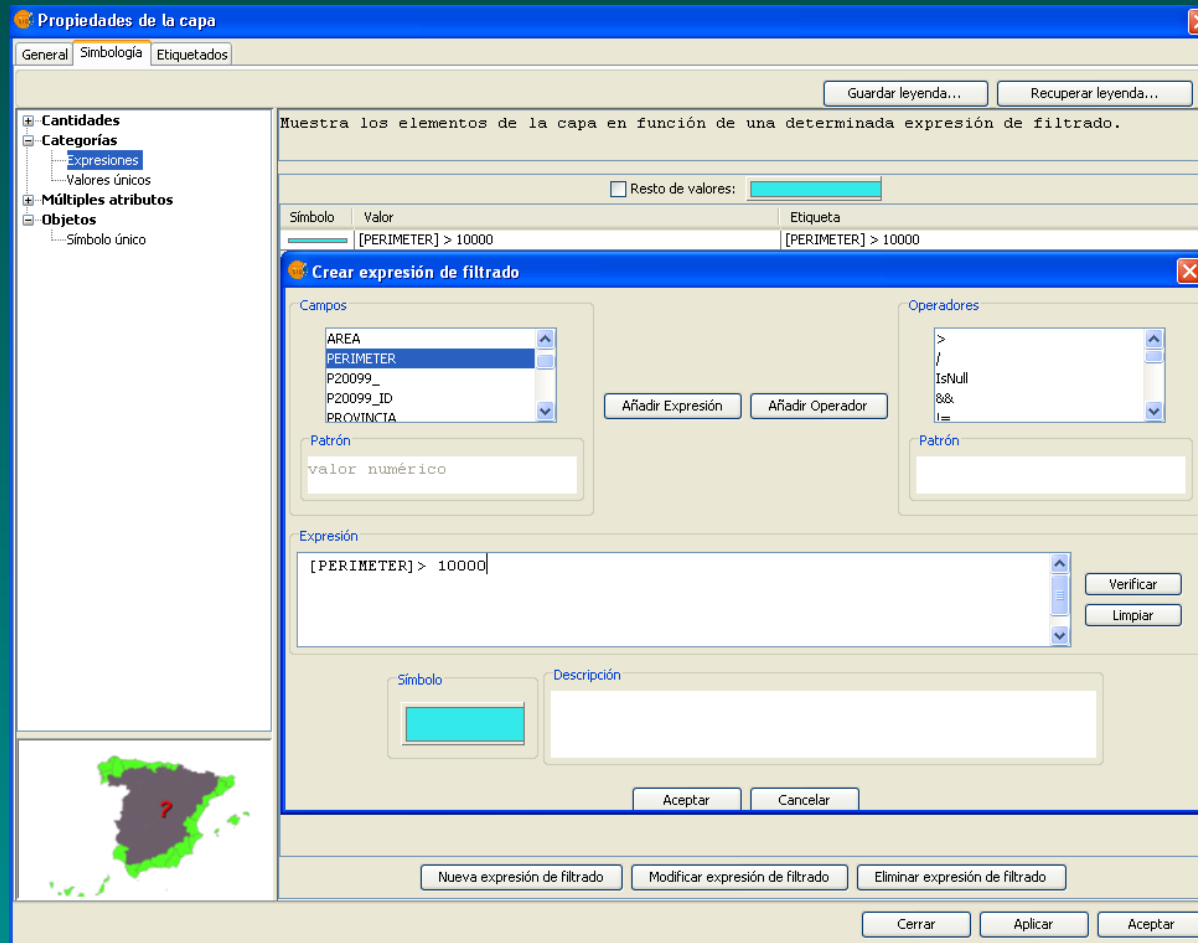 Propiedades de la capa
General Simbología Etiquetados
Guardar leyenda... Recuperar leyenda...
Cantidades
Categorías
Expresiones
Valores únicos
Múltiples atributos
Objetos
Símbolo único
Muestra los elementos de la capa en función de una determinada expresión de filtrado.
Resto de valores:
Símbolo Valor Etiqueta
[PERIMETER] > 10000 [PERIMETER] > 10000
Crear expresión de filtrado
Campos
AREA
PERIMETER
P20099_
P20099_ID
PROVINCIA
Patrón
valor numérico
Añadir Expresión Añadir Operador
Operadores
>
/
IsNull
&&
!=
Patrón
Expresión
[PERIMETER]> 10000
Verificar
Limpiar
Símbolo
Descripción
Aceptar Cancelar
?
Nueva expresión de filtrado Modificar expresión de filtrado Eliminar expresión de filtrado
Cerrar Aplicar Aceptar